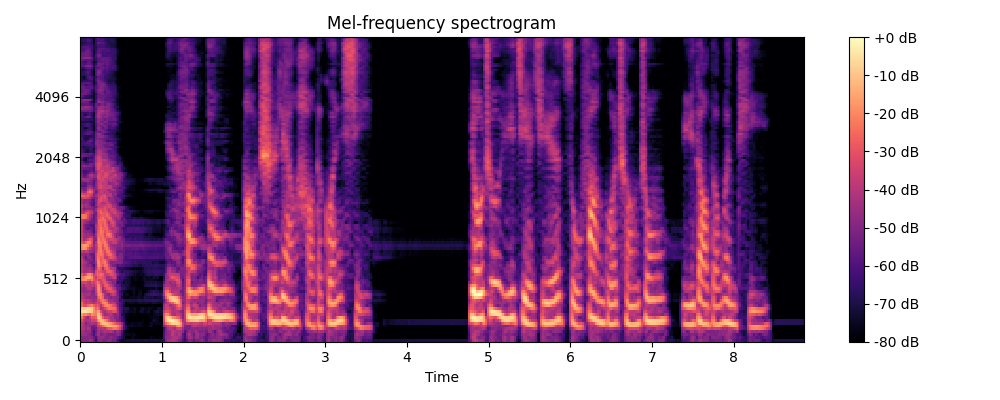 Mel-frequency spectrogram
Hz
4096
2048
1024
512
0
0 1 2 3 4 5 6 7 8
Time
+0 dB
-10 dB
-20 dB
-30 dB
-40 dB
-50 dB
-60 dB
-70 dB
-80 dB